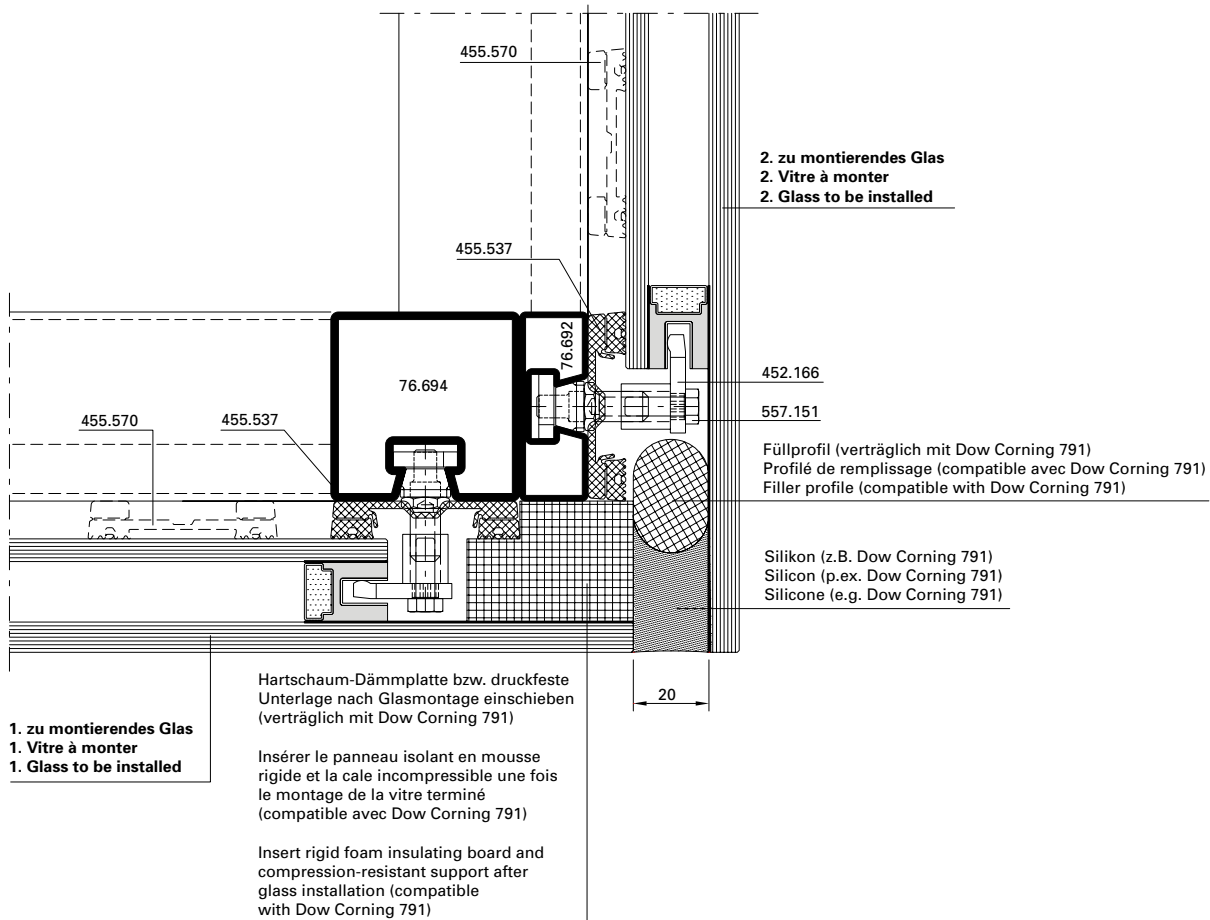 455.570
2. zu montierendes Glas
2. Vitre à monter
2. Glass to be installed
455.537
76.692
76.694
452.166
557.151
455.570
455.537
Füllprofil (verträglich mit Dow Corning 791)
Profilé de remplissage (compatible avec Dow Corning 791)
Filler profile (compatible with Dow Corning 791)
Silikon (z.B. Dow Corning 791)
Silicon (p.ex. Dow Corning 791)
Silicone (e.g. Dow Corning 791)
20
1. zu montierendes Glas
1. Vitre à monter
1. Glass to be installed
Hartschaum-Dämmplatte bzw. druckfeste
Unterlage nach Glasmontage einschieben
(verträglich mit Dow Corning 791)
Insérer le panneau isolant en mousse
rigide et la cale incompressible une fois
le montage de la vitre terminé
(compatible avec Dow Corning 791)
Insert rigid foam insulating board and
compression-resistant support after
glass installation (compatible
with Dow Corning 791)